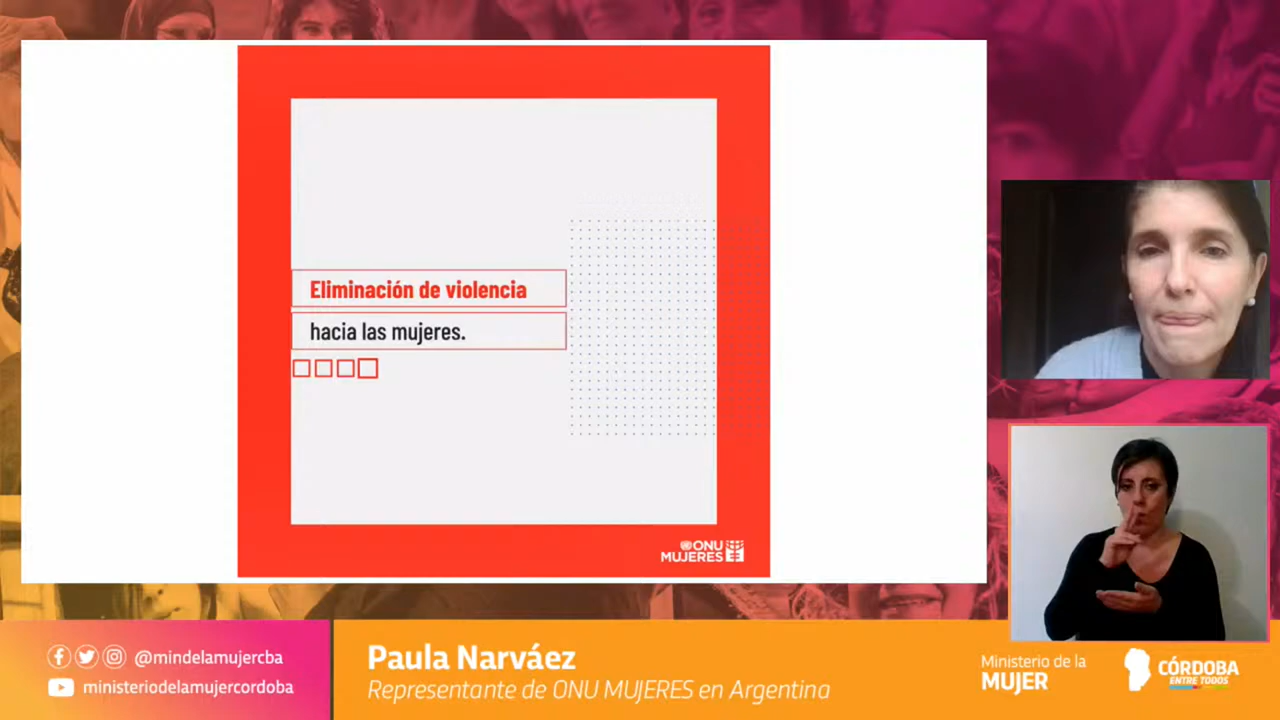 Eliminación de violencia
hacia las mujeres.
ONU
MUJERES
@mindelamujercba
ministeriodelamujercordoba
Paula Narváez
Representante de ONU MUJERES en Argentina
Ministerio de la
MUJER
CÓRDOBA
ENTRE TODOS